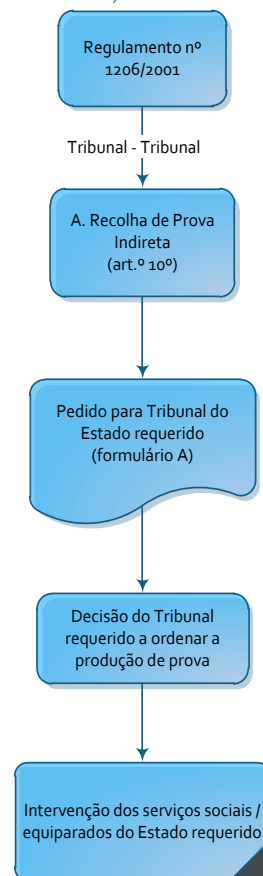 Regulamento nº
1206/2001
Tribunal - Tribunal
A. Recolha de Prova
Indireta
(art.º 10º)
Pedido para Tribunal do
Estado requerido
(formulário A)
Decisão do Tribunal
requerido a ordenar a
produção de prova
Intervenção dos serviços sociais /
equiparados do Estado requerido